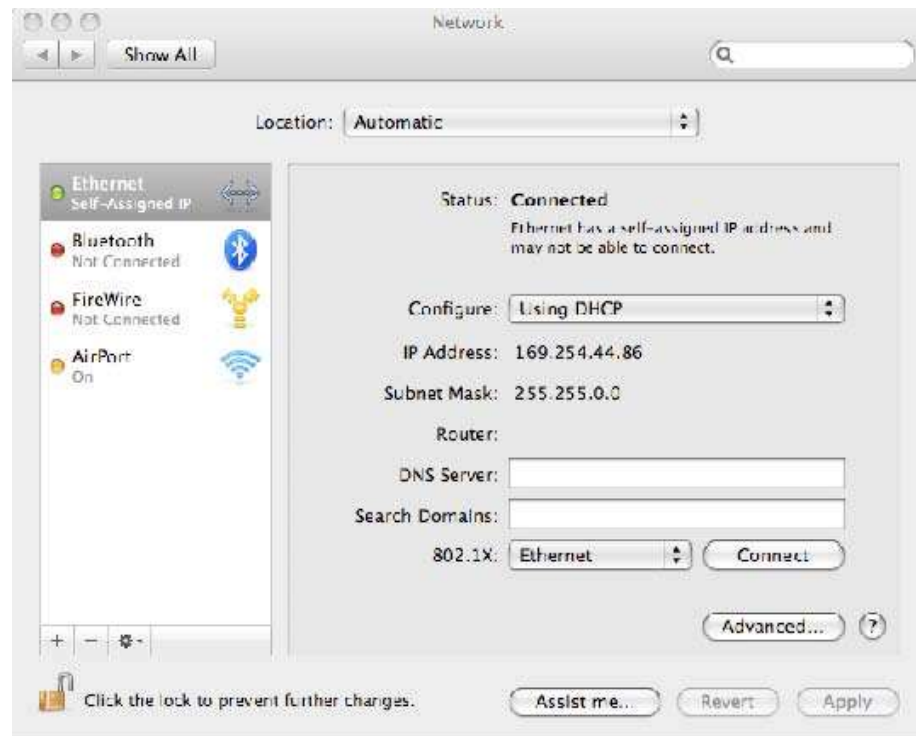 Network
Show All
Location: Automatic
Ethernet
Self-Assigned IP
Bluetooth
Not Connected
FireWire
Not Connected
AirPort
On
Status: Connected
Ethernet has a self-assigned IP address and
may not be able to connect.
Configure: Using DHCP
IP Address: 169.254.44.86
Subnet Mask: 255.255.0.0
Router:
DNS Server:
Search Domains:
802.1X: Ethernet Connect
Advanced... ?
Click the lock to prevent further changes.
Assist me... Revert Apply